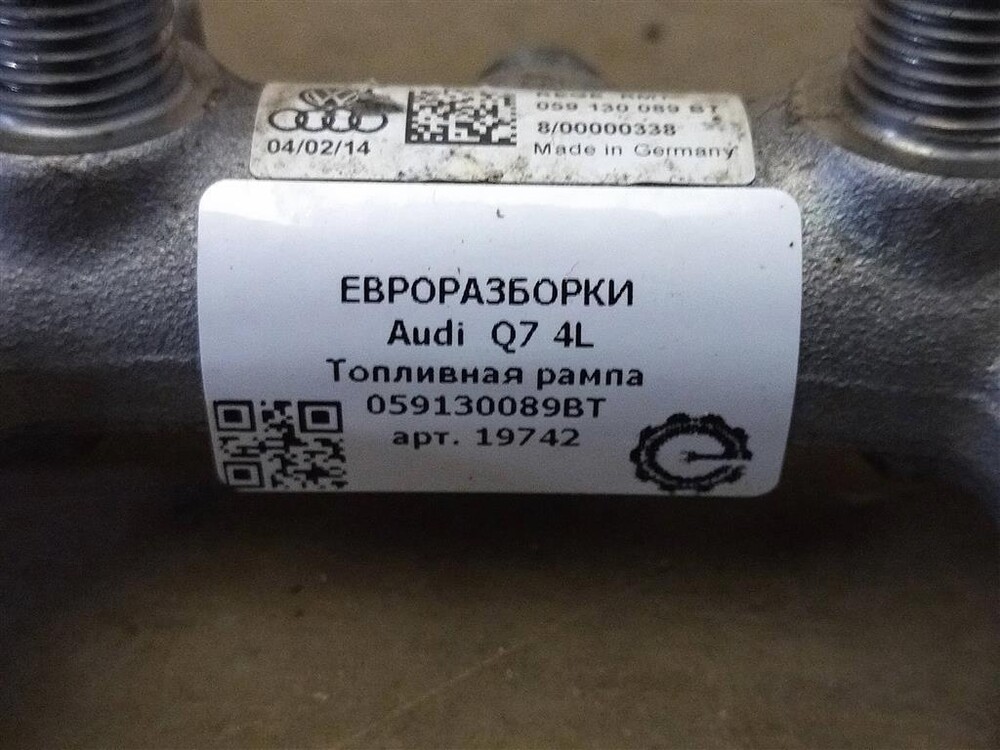 059 130 089 BT
8/00000338
04/02/14
Made in Germany
ЕВРОРАЗБОРКИ
Audi Q7 4L
Топливная рампа
059130089BT
арт. 19742